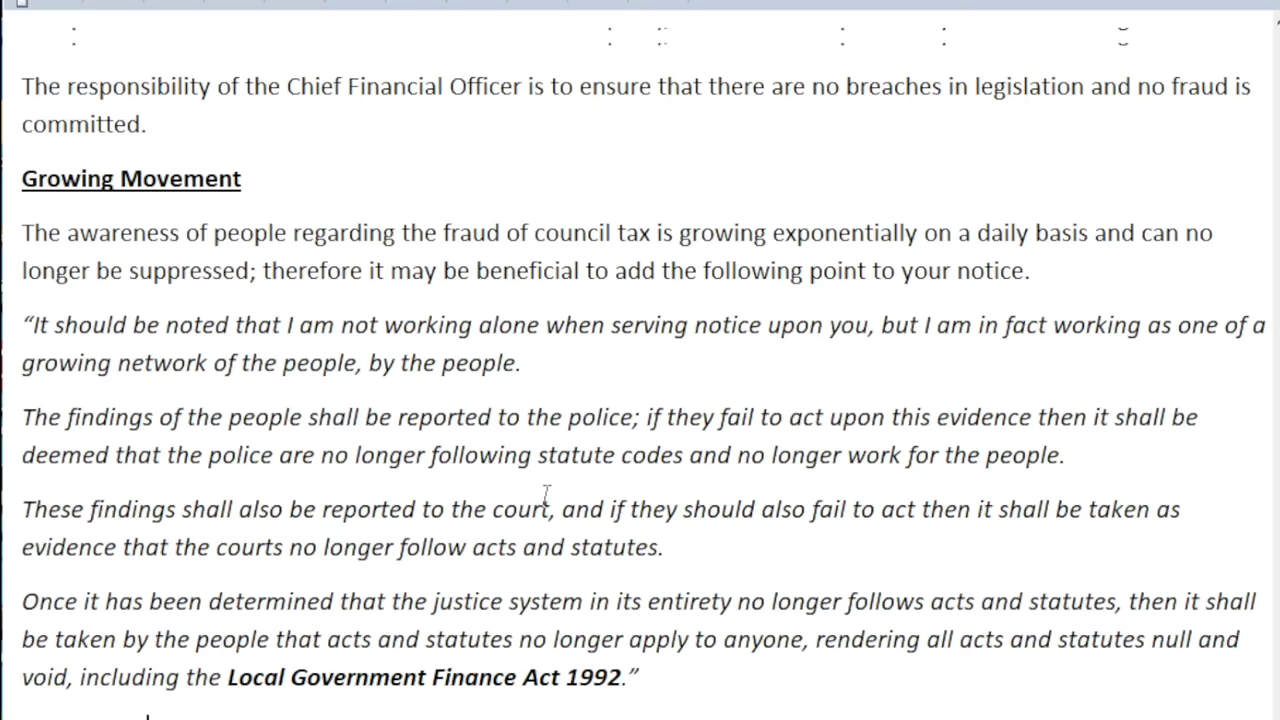 The responsibility of the Chief Financial Officer is to ensure that there are no breaches in legislation and no fraud is
committed.
Growing Movement
The awareness of people regarding the fraud of council tax is growing exponentially on a daily basis and can no
longer be suppressed; therefore it may be beneficial to add the following point to your notice.
“It should be noted that I am not working alone when serving notice upon you, but I am in fact working as one of a
growing network of the people, by the people.
The findings of the people shall be reported to the police; if they fail to act upon this evidence then it shall be
deemed that the police are no longer following statute codes and no longer work for the people.
These findings shall also be reported to the court, and if they should also fail to act then it shall be taken as
evidence that the courts no longer follow acts and statutes.
Once it has been determined that the justice system in its entirety no longer follows acts and statutes, then it shall
be taken by the people that acts and statutes no longer apply to anyone, rendering all acts and statutes null and
void, including the Local Government Finance Act 1992.”